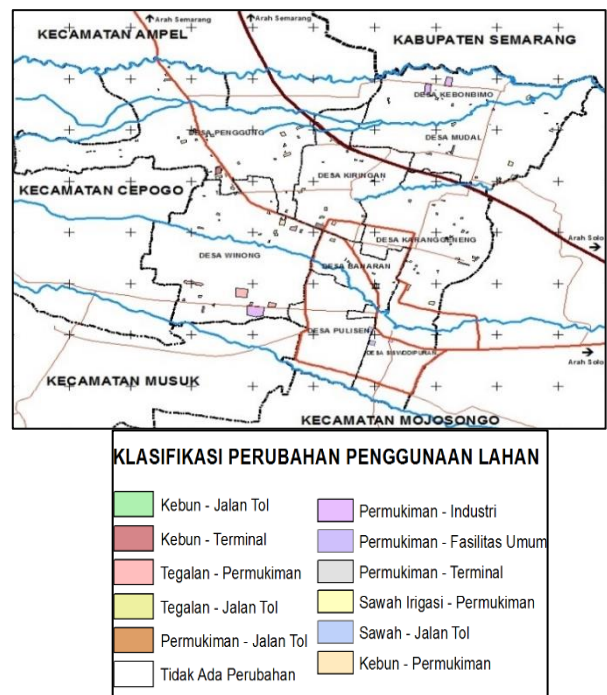 Arah Semarang
Arah Semarang
KECAMATAN AMPEL
KABUPATEN SEMARANG
DESA KEBONBIMO
DESA PENGGUNG
DESA MUDAL
DESA KIRINGAN
KECAMATAN CEPOGO
DESA KARANGGENENG
Arah Solo
DESA WINONG
DESA BANARAN
DESA PULISEN
DESA SISWODIPURAN
Arah Solo
KECAMATAN MUSUK
KECAMATAN MOJOSONGO
KLASIFIKASI PERUBAHAN PENGGUNAAN LAHAN
Kebun - Jalan Tol
Kebun - Terminal
Tegalan - Permukiman
Tegalan - Jalan Tol
Permukiman - Jalan Tol
Tidak Ada Perubahan
Permukiman - Industri
Permukiman - Fasilitas Umum
Permukiman - Terminal
Sawah Irigasi - Permukiman
Sawah - Jalan Tol
Kebun - Permukiman